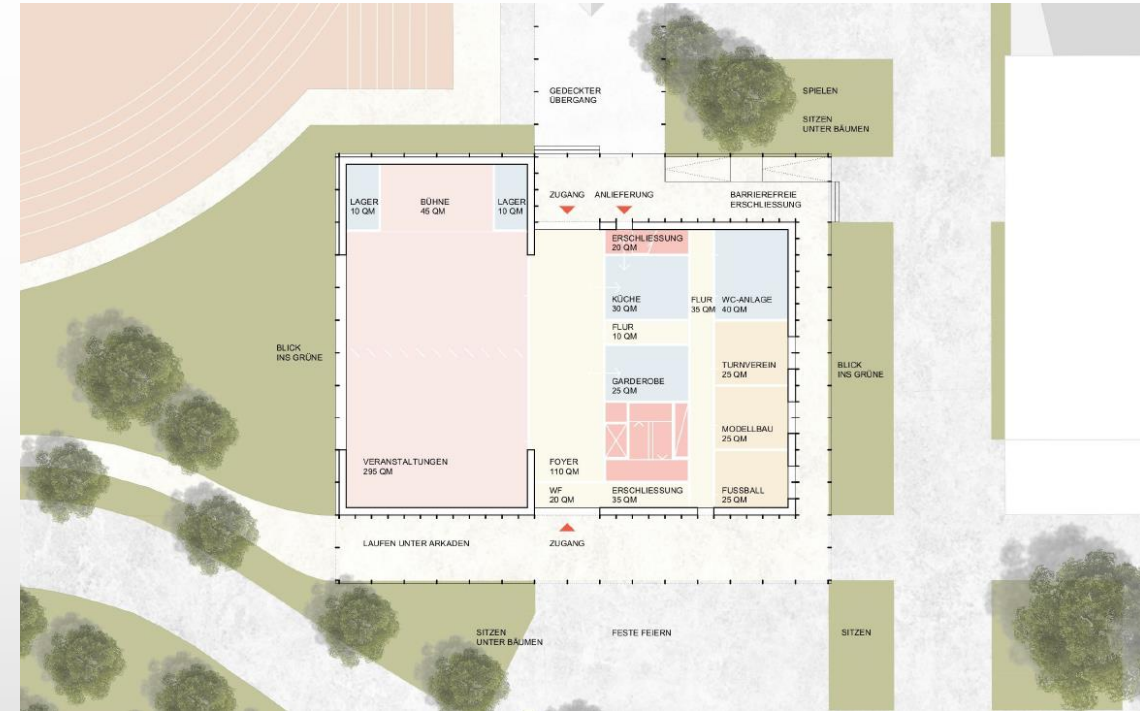 GEDECKTER
ÜBERGANG
SPIELEN
SITZEN
UNTER BÄUMEN
LAGER
10 QM
BÜHNE
45 QM
LAGER
10 QM
ZUGANG
ANLIEFERUNG
BARRIEREFREIE
ERSCHLIESSUNG
ERSCHLIESSUNG
20 QM
KÜCHE
30 QM
FLUR
35 QM
WC-ANLAGE
40 QM
FLUR
10 QM
BLICK
INS GRÜNE
GARDEROBE
25 QM
TURNVEREIN
25 QM
BLICK
INS GRÜNE
MODELLBAU
25 QM
VERANSTALTUNGEN
295 QM
FOYER
110 QM
WF
20 QM
ERSCHLIESSUNG
35 QM
FUSSBALL
25 QM
LAUFEN UNTER ARKADEN
ZUGANG
SITZEN
UNTER BÄUMEN
FESTE FEIERN
SITZEN